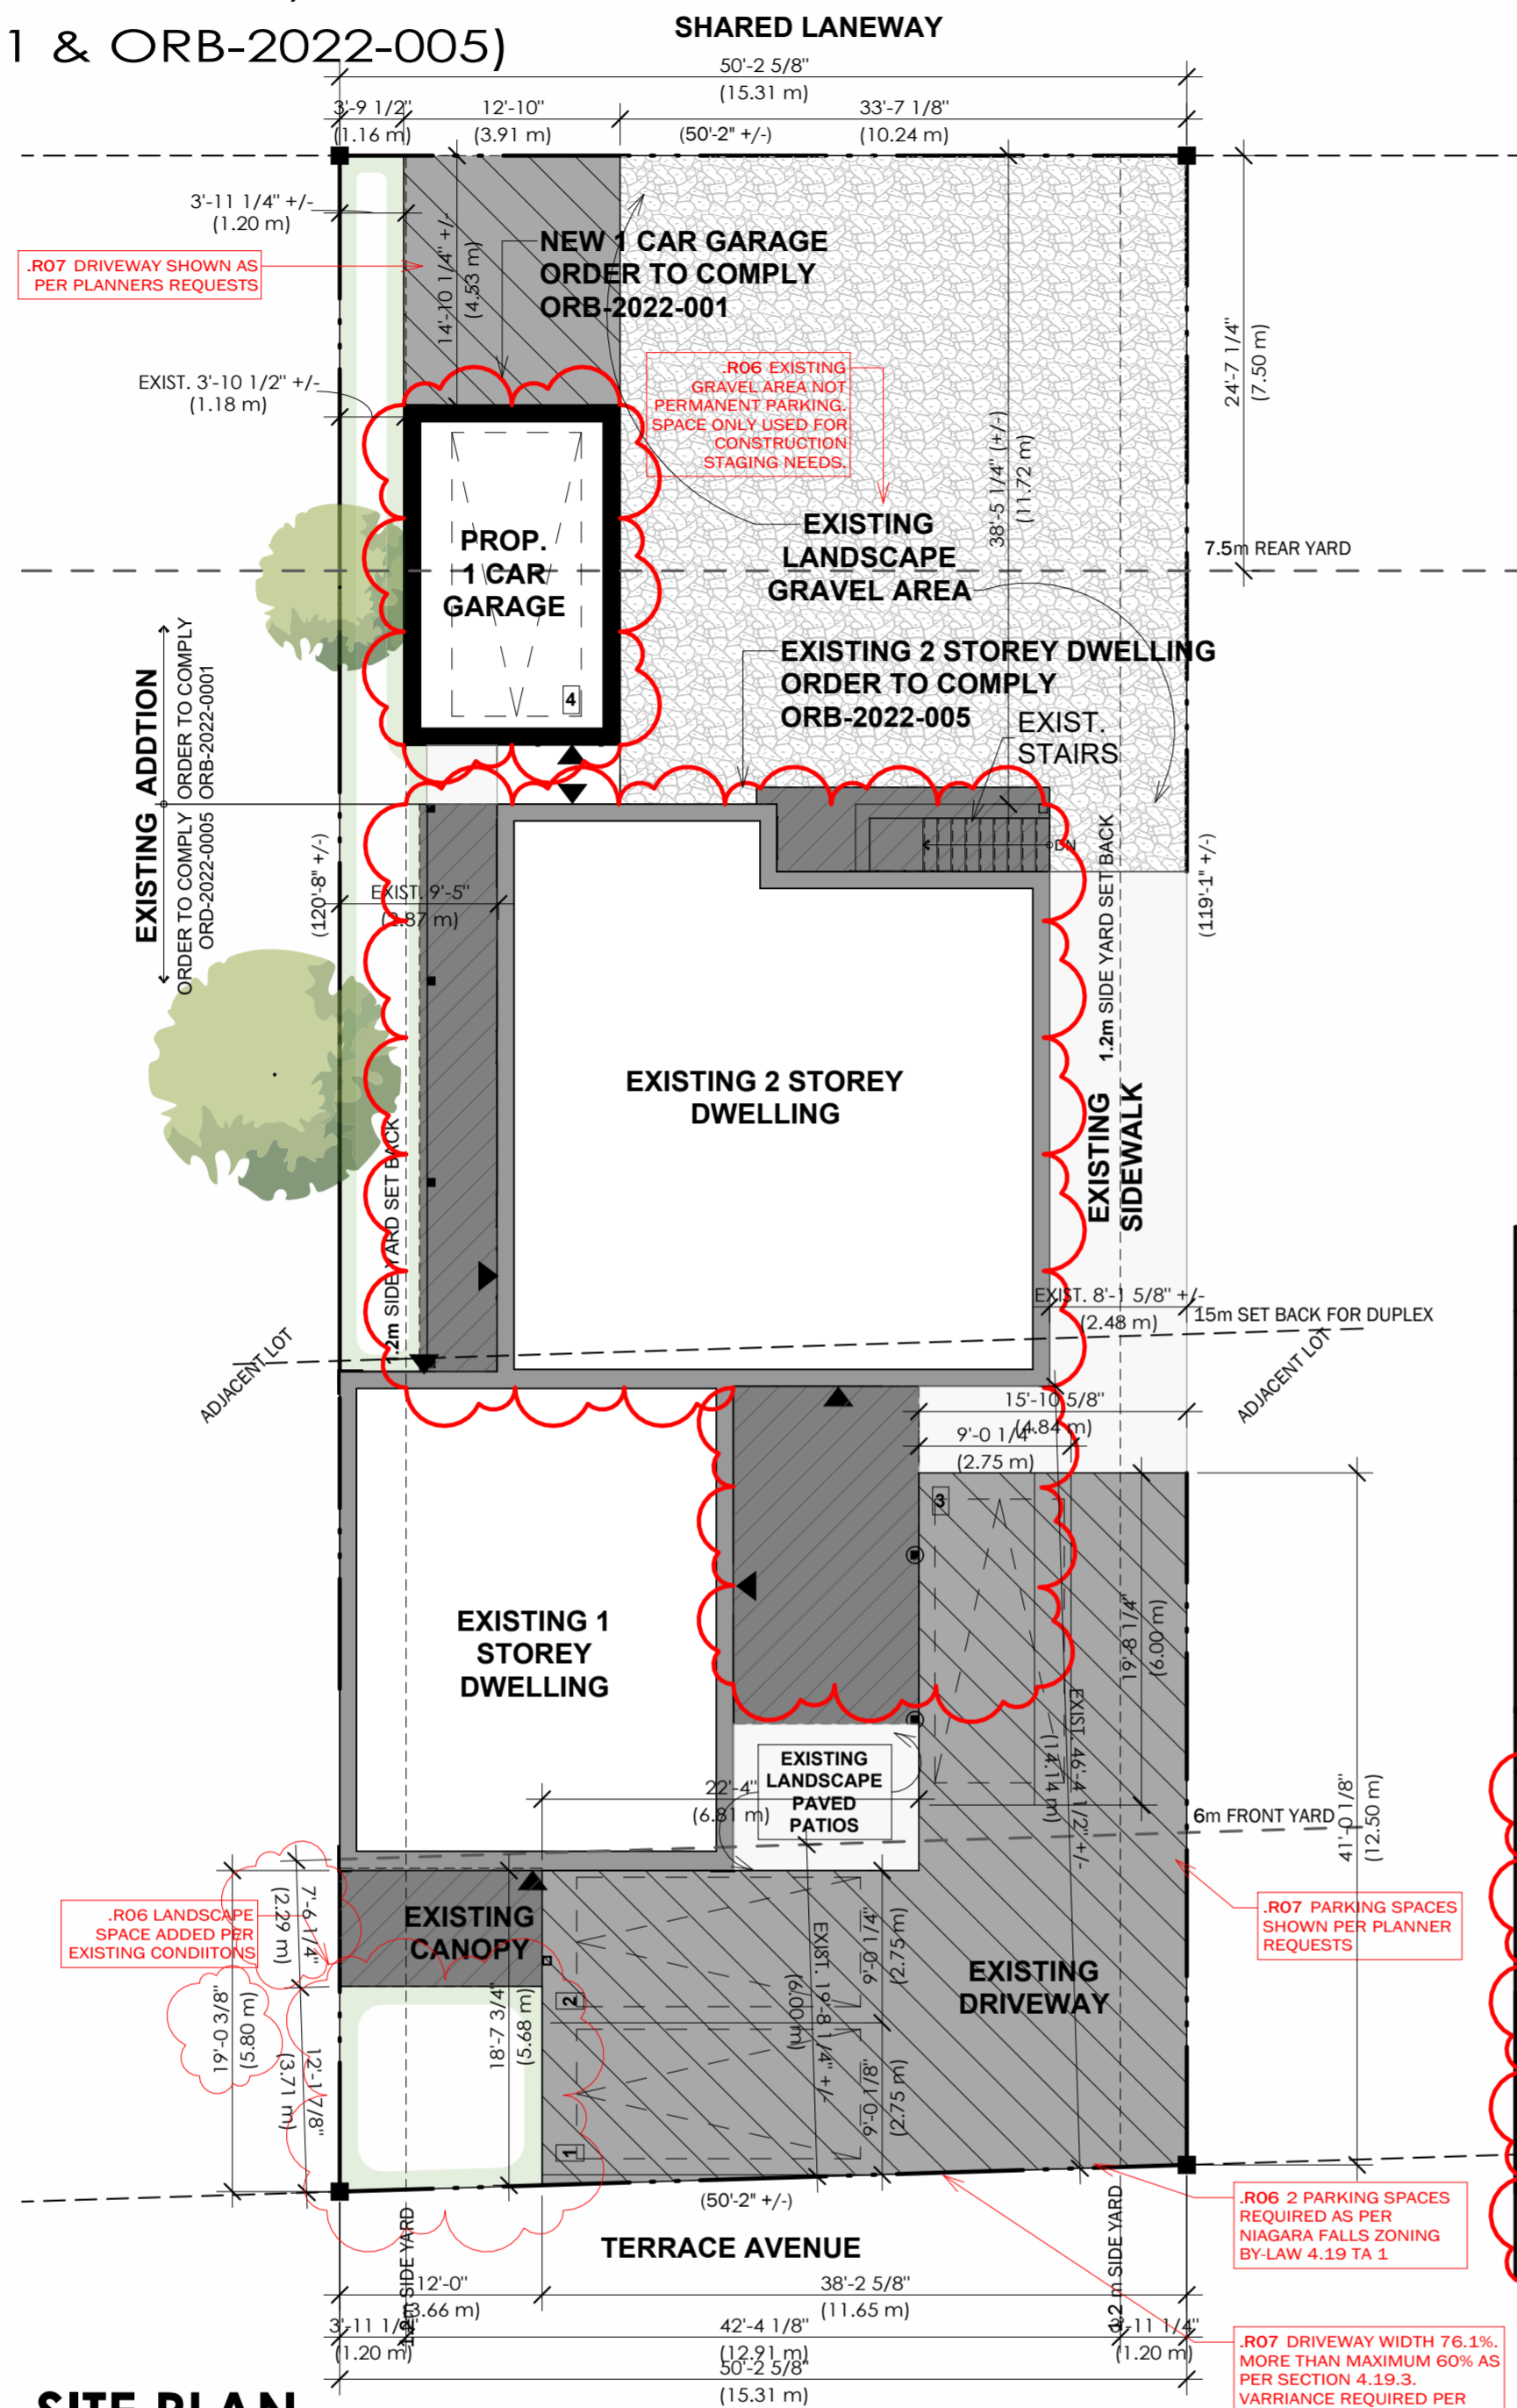 1 & ORB-2022-005)
SHARED LANEWAY
50'-2 5/8"
(15.31 m)
3'-9 1/2"
12'-10"
33'-7 1/8"
(1.16 m)
(3.91 m)
(50'-2" +/-)
(10.24 m)
3'-11 1/4" +/-
(1.20 m)
.R07 DRIVEWAY SHOWN AS
PER PLANNERS REQUESTS
14'-10 1/4" +/-
(4.53 m)
NEW 1 CAR GARAGE
ORDER TO COMPLY
ORB-2022-001
24'-7 1/4"
(7.50 m)
EXIST. 3'-10 1/2" +/-
(1.18 m)
.R06 EXISTING
GRAVEL AREA NOT
PERMANENT PARKING.
SPACE ONLY USED FOR
CONSTRUCTION
STAGING NEEDS.
38'-5 1/4" (+/-)
(11.72 m)
EXISTING
LANDSCAPE
GRAVEL AREA
PROP.
1 CAR
GARAGE
7.5m REAR YARD
4
EXISTING 2 STOREY DWELLING
ORDER TO COMPLY
ORB-2022-005
EXIST.
STAIRS
EXISTING ADDTION
ORDER TO COMPLY
ORB-2022-0001
ORDER TO COMPLY
ORD-2022-0005
DN
(120'-8" +/-)
EXIST. 9'-5"
(2.87 m)
1.2m SIDE YARD SET BACK
(119'-1" +/-)
EXISTING 2 STOREY
DWELLING
EXISTING
SIDEWALK
1.2m SIDE YARD SET BACK
EXIST. 8'-1 5/8" +/-
(2.48 m)
15m SET BACK FOR DUPLEX
ADJACENT LOT
ADJACENT LOT
15'-10 5/8"
(4.84 m)
9'-0 1/4"
(2.75 m)
3
EXISTING 1
STOREY
DWELLING
19'-8 1/4"
(6.00 m)
EXIST. 46'-4 1/2" +/-
(14.14 m)
EXISTING
LANDSCAPE
PAVED
PATIOS
22'-4"
(6.81 m)
6m FRONT YARD
41'-0 1/8"
(12.50 m)
.R06 LANDSCAPE
SPACE ADDED PER
EXISTING CONDIITONS
7'-6 1/4"
(2.29 m)
EXISTING
CANOPY
.R07 PARKING SPACES
SHOWN PER PLANNER
REQUESTS
EXISTING
DRIVEWAY
9'-0 1/4"
(2.75m)
EXIST. 19'-8 1/4" +/-
(6.00 m)
2
19'-0 3/8"
(5.80 m)
12'-1 7/8"
(3.71 m)
18'-7 3/4"
(5.68 m)
9'-0 1/8"
(2.75 m)
1
(50'-2" +/-)
TERRACE AVENUE
.R06 2 PARKING SPACES
REQUIRED AS PER
NIAGARA FALLS ZONING
BY-LAW 4.19 TA 1
1.2m SIDE YARD
1.2 m SIDE YARD
12'-0"
(3.66 m)
38'-2 5/8"
(11.65 m)
3'-11 1/4"
(1.20 m)
42'-4 1/8"
(12.91 m)
3'-11 1/4"
(1.20 m)
50'-2 5/8"
(15.31 m)
.R07 DRIVEWAY WIDTH 76.1%.
MORE THAN MAXIMUM 60% AS
PER SECTION 4.19.3.
VARRIANCE REQUIRED PER
SITE PLAN